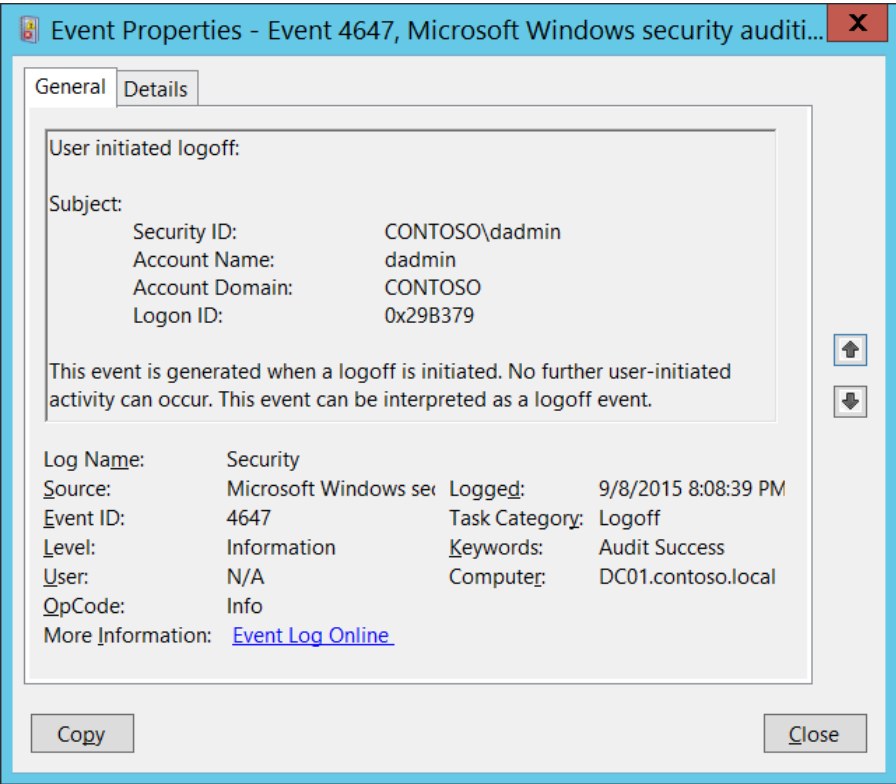 Event Properties - Event 4647, Microsoft Windows security auditi...
X
General Details
User initiated logoff:
Subject:
Security ID: CONTOSO\dadmin
Account Name: dadmin
Account Domain: CONTOSO
Logon ID: 0x29B379
This event is generated when a logoff is initiated. No further user-initiated
activity can occur. This event can be interpreted as a logoff event.
Log Name: Security
Source: Microsoft Windows sec Logged: 9/8/2015 8:08:39 PM
Event ID: 4647 Task Category: Logoff
Level: Information Keywords: Audit Success
User: N/A Computer: DC01.contoso.local
OpCode: Info
More Information: Event Log Online
Copy Close